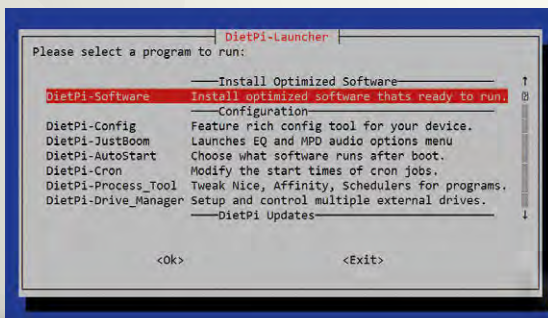 DietPi-Launcher
Please select a program to run:
Install Optimized Software
DietPi-Software Install optimized software thats ready to run.
Configuration
DietPi-Config Feature rich config tool for your device.
DietPi-JustBoom Launches EQ and MPD audio options menu
DietPi-AutoStart Choose what software runs after boot.
DietPi-Cron Modify the start times of cron jobs.
DietPi-Process_Tool Tweak Nice, Affinity, Schedulers for programs.
DietPi-Drive_Manager Setup and control multiple external drives.
DietPi Updates
<Ok> <Exit>